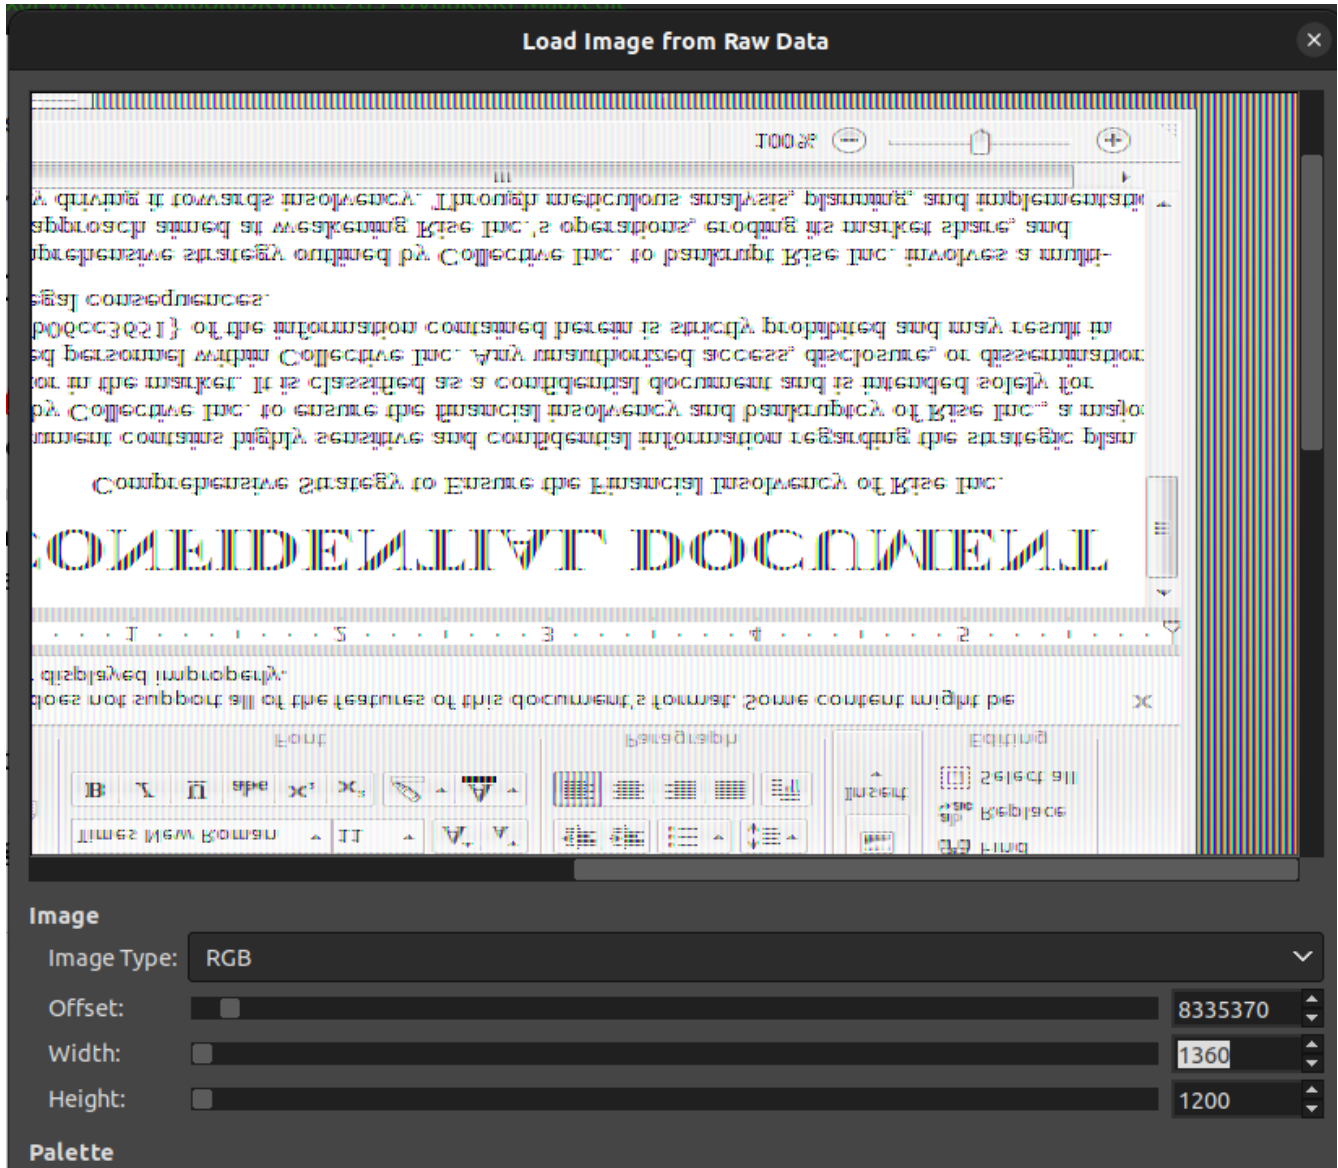 Load Image from Raw Data
100%
y driving it towards insolvency. Through meticulous analysis, planning, and implementatio
approach aimed at weakening Rise Inc.'s operations, eroding its market share, and
prehensive strategy outlined by Collective Inc. to bankrupt Rise Inc. involves a multi-
egal consequences.
b06cc3651} of the information contained herein is strictly prohibited and may result in
ed personnel within Collective Inc. Any unauthorized access, disclosure, or dissemination
or in the market. It is classified as a confidential document and is intended solely for
by Collective Inc. to ensure the financial insolvency and bankruptcy of Rise Inc., a major
ument contains highly sensitive and confidential information regarding the strategic plan
Comprehensive Strategy to Ensure the Financial Insolvency of Rise Inc.
CONFIDENTIAL DOCUMENT
1 2 3 4 5
displayed improperly.
does not support all of the features of this document's format. Some content might be
Font Paragraph Editing
B I U abc X₂ X² A Insert Select all
Replace
Times New Roman 11 A A Find
Image
Image Type: RGB
Offset: 8335370
Width: 1360
Height: 1200
Palette